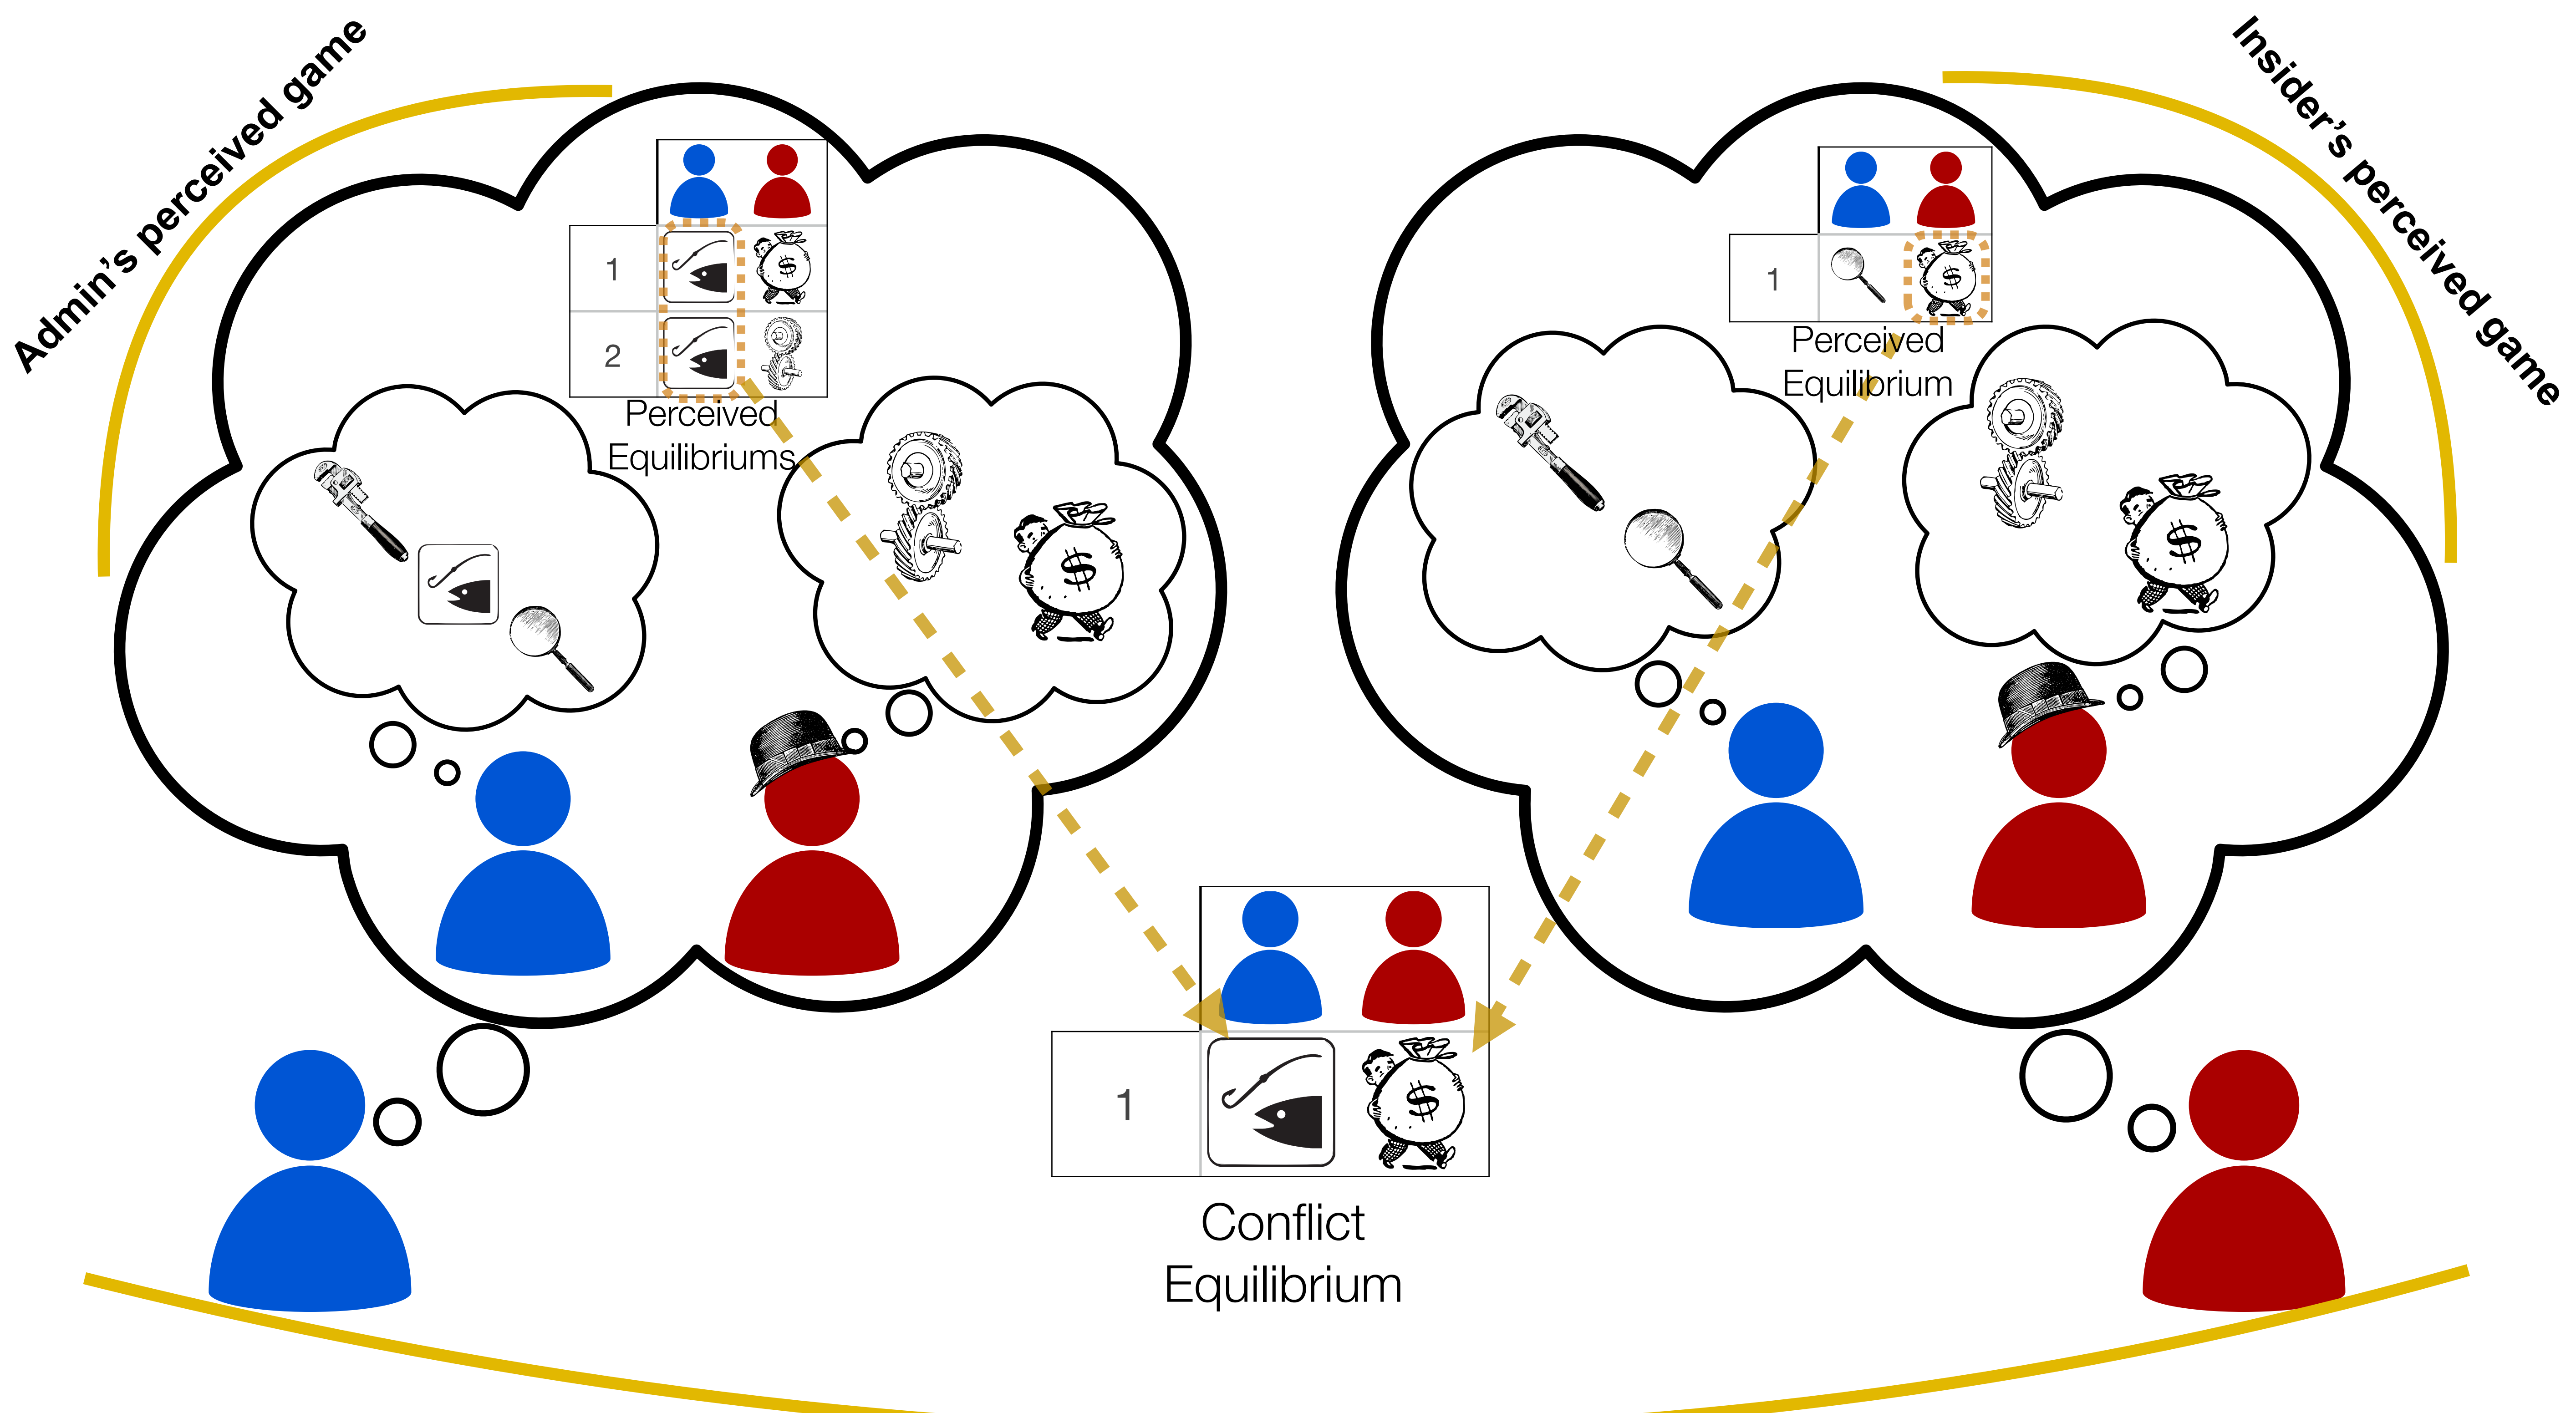 Admin's perceived game
Insider's perceived game
1
$
2
Perceived
Equilibriums
$
1
$
Perceived
Equilibrium
$
1
$
Conflict
Equilibrium